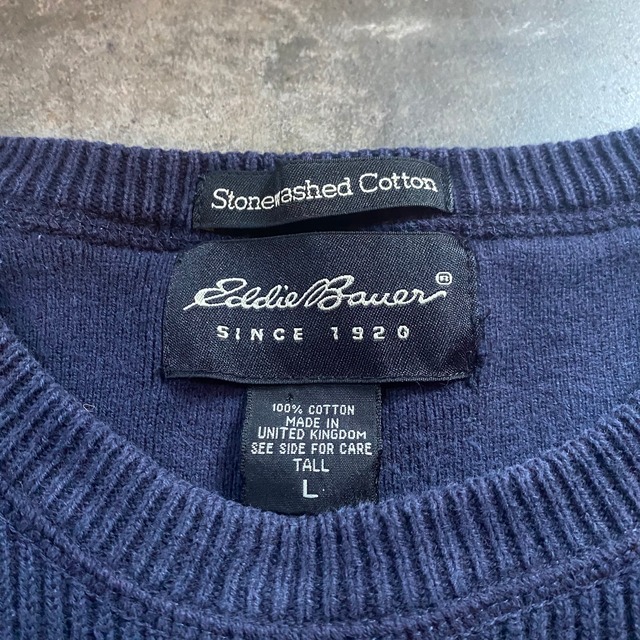 Stonewashed Cotton
Eddie Bauer®
SINCE 1920
100% COTTON
MADE IN
UNITED KINGDOM
SEE SIDE FOR CARE
TALL
L